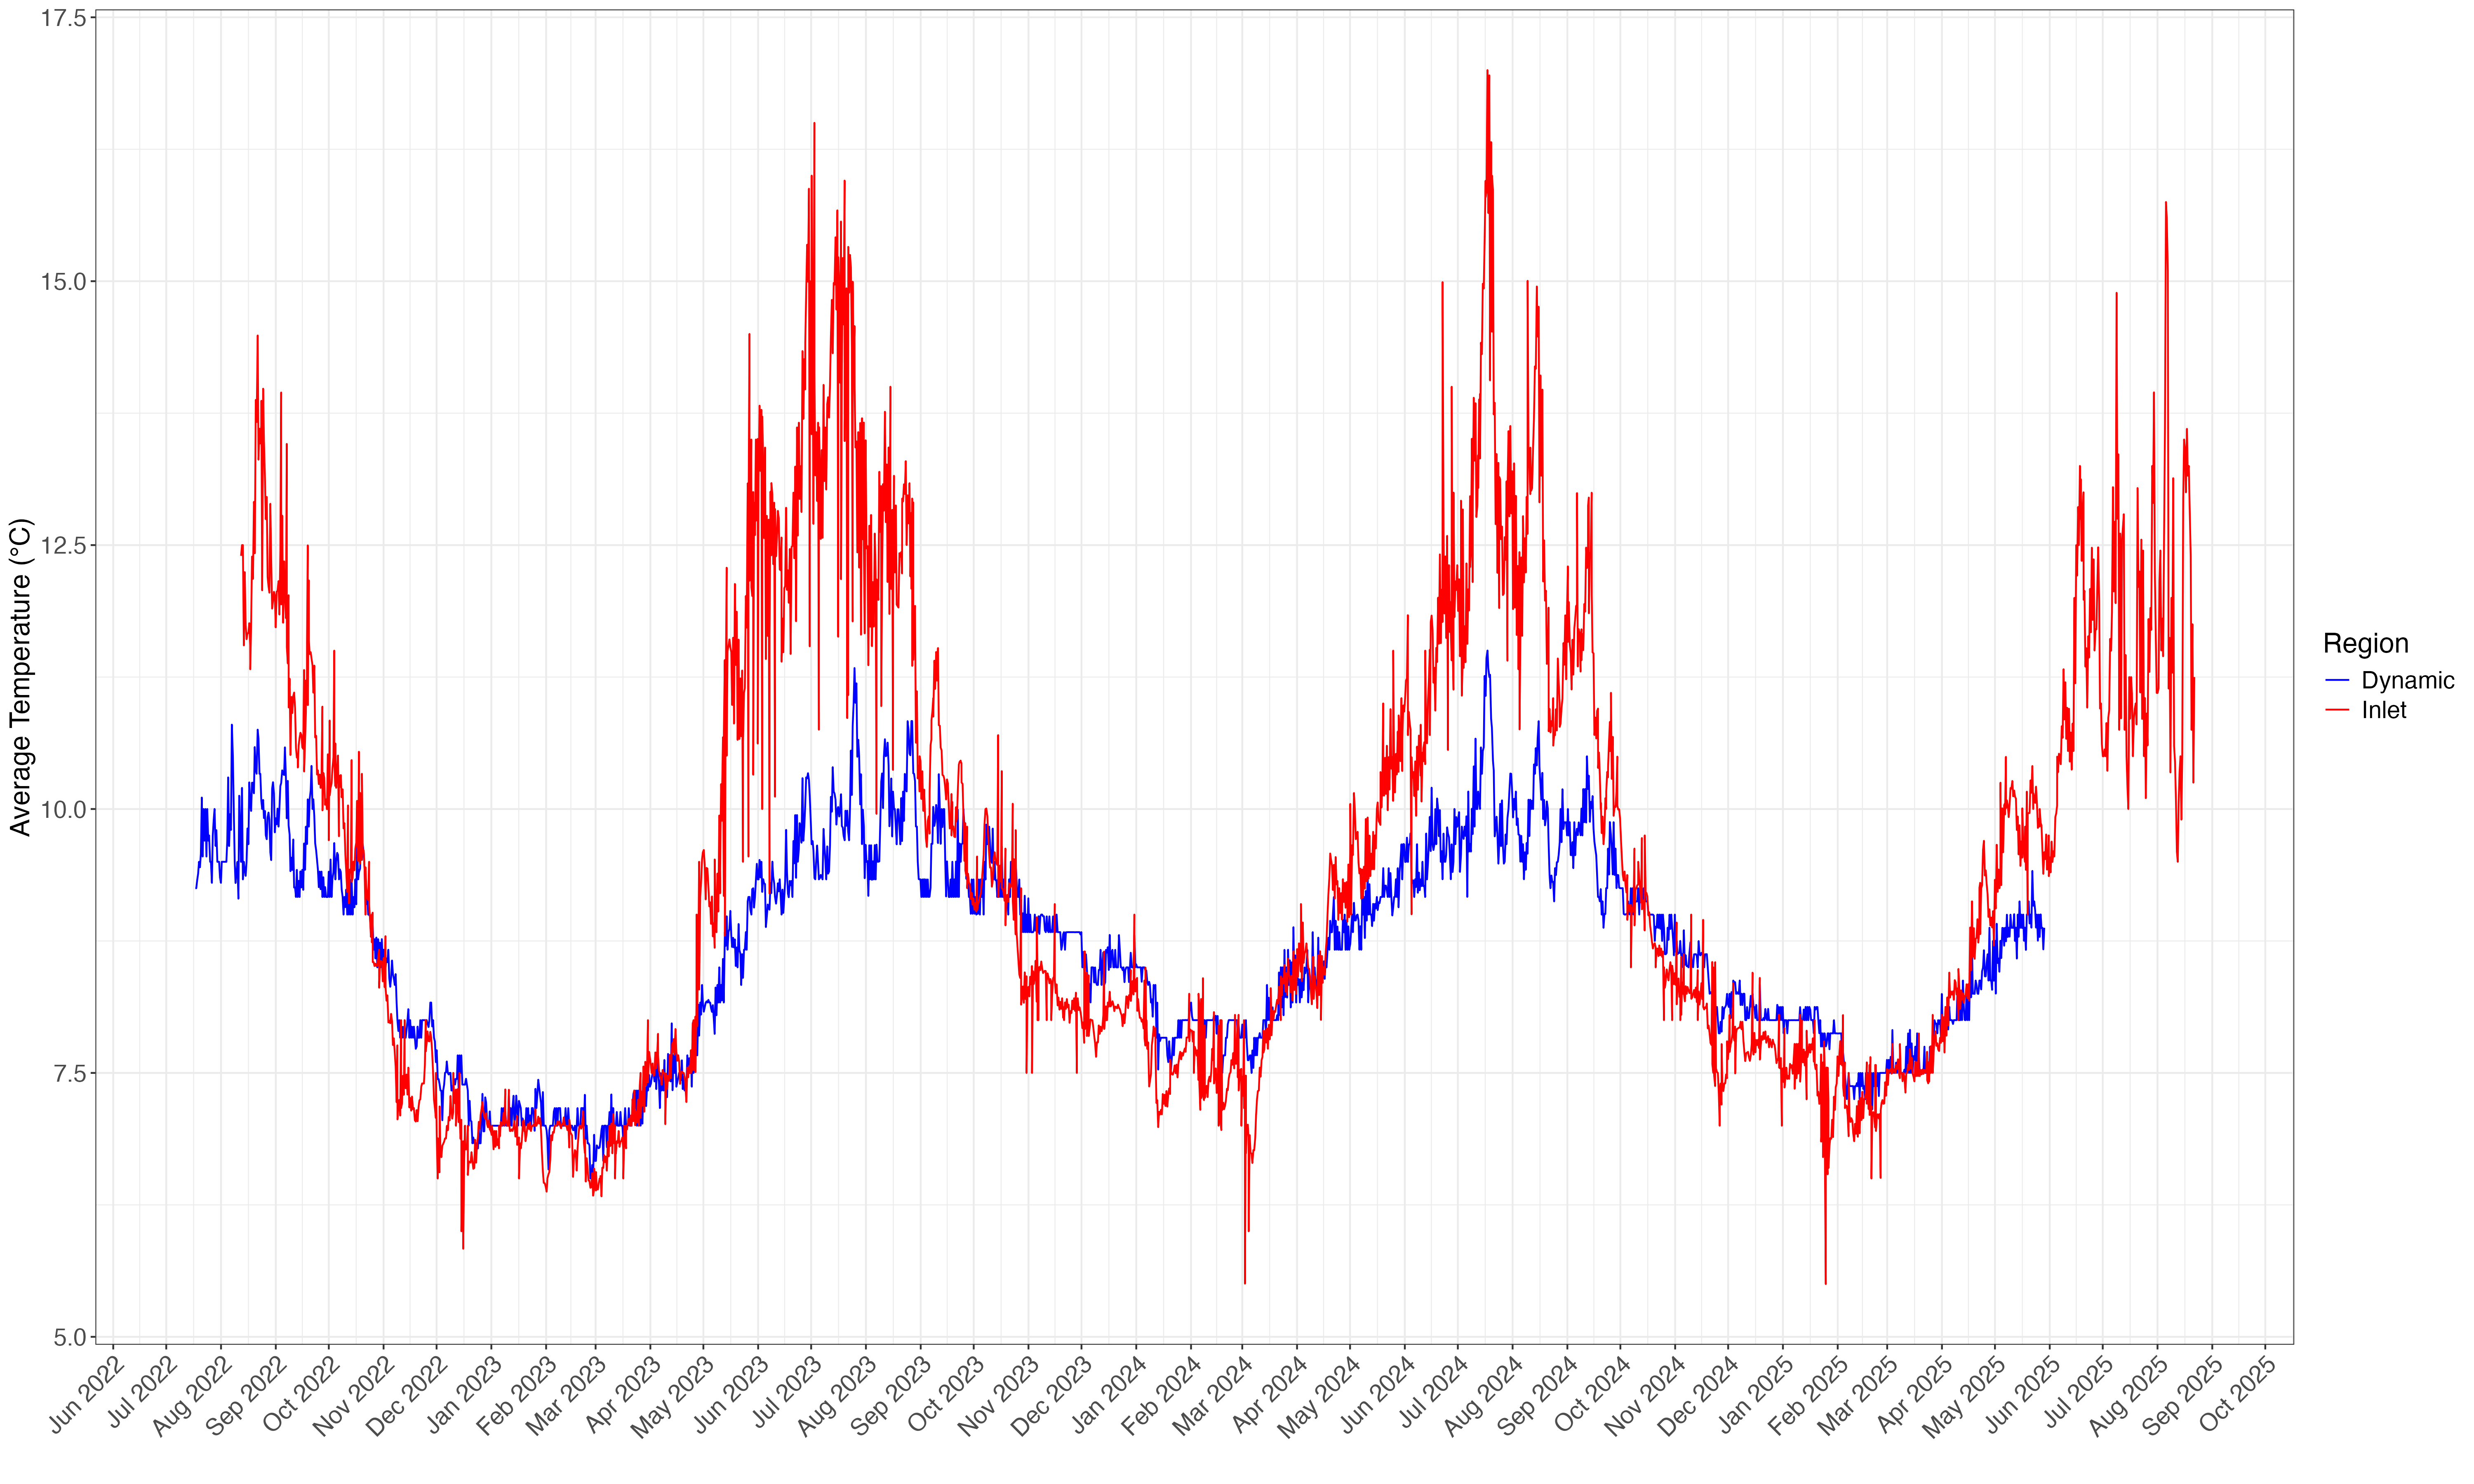 Average Temperature (°C)
17.5
15.0
12.5
10.0
7.5
5.0
Jun 2022
Jul 2022
Aug 2022
Sep 2022
Oct 2022
Nov 2022
Dec 2022
Jan 2023
Feb 2023
Mar 2023
Apr 2023
May 2023
Jun 2023
Jul 2023
Aug 2023
Sep 2023
Oct 2023
Nov 2023
Dec 2023
Jan 2024
Feb 2024
Mar 2024
Apr 2024
May 2024
Jun 2024
Jul 2024
Aug 2024
Sep 2024
Oct 2024
Nov 2024
Dec 2024
Jan 2025
Feb 2025
Mar 2025
Apr 2025
May 2025
Jun 2025
Jul 2025
Aug 2025
Sep 2025
Oct 2025
Region
Dynamic
Inlet